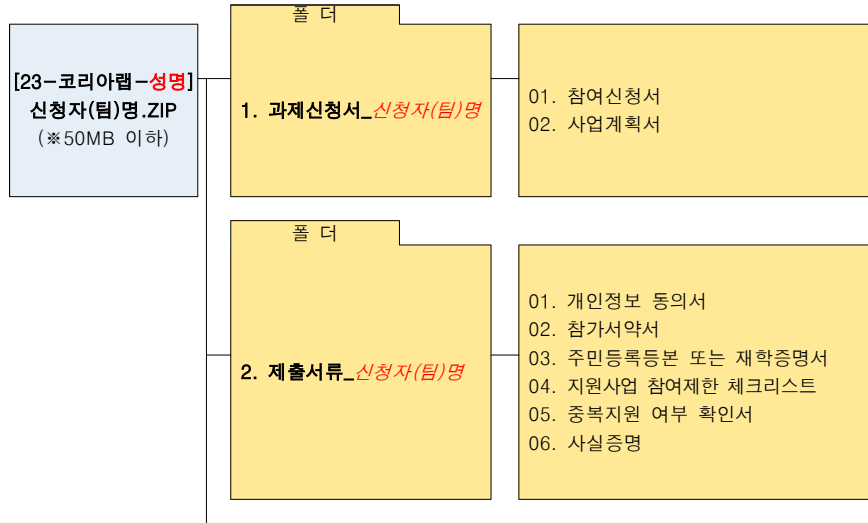 [23-코리아랩-성명]
신청자(팀)명.ZIP
(※50MB 이하)
폴 더
1. 과제신청서_신청자(팀)명
01. 참여신청서
02. 사업계획서
폴 더
2. 제출서류_신청자(팀)명
01. 개인정보 동의서
02. 참가서약서
03. 주민등록등본 또는 재학증명서
04. 지원사업 참여제한 체크리스트
05. 중복지원 여부 확인서
06. 사실증명